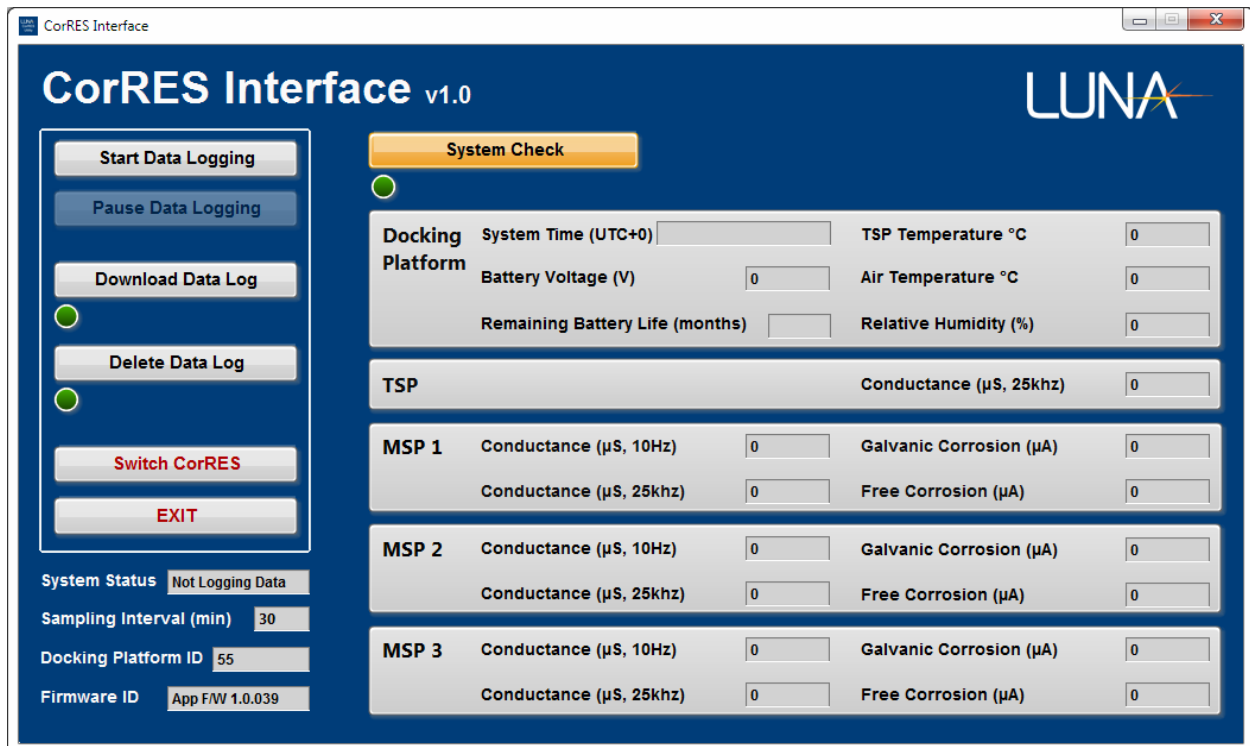 CorRES Interface
CorRES Interface v1.0
LUNA
Start Data Logging
Pause Data Logging
Download Data Log
Delete Data Log
Switch CorRES
EXIT
System Status Not Logging Data
Sampling Interval (min) 30
Docking Platform ID 55
Firmware ID App F/W 1.0.039
System Check
Docking Platform
System Time (UTC+0)
TSP Temperature °C 0
Battery Voltage (V) 0
Air Temperature °C 0
Remaining Battery Life (months)
Relative Humidity (%) 0
TSP
Conductance (µS, 25khz) 0
MSP 1
Conductance (µS, 10Hz) 0
Galvanic Corrosion (µA) 0
Conductance (µS, 25khz) 0
Free Corrosion (µA) 0
MSP 2
Conductance (µS, 10Hz) 0
Galvanic Corrosion (µA) 0
Conductance (µS, 25khz) 0
Free Corrosion (µA) 0
MSP 3
Conductance (µS, 10Hz) 0
Galvanic Corrosion (µA) 0
Conductance (µS, 25khz) 0
Free Corrosion (µA) 0